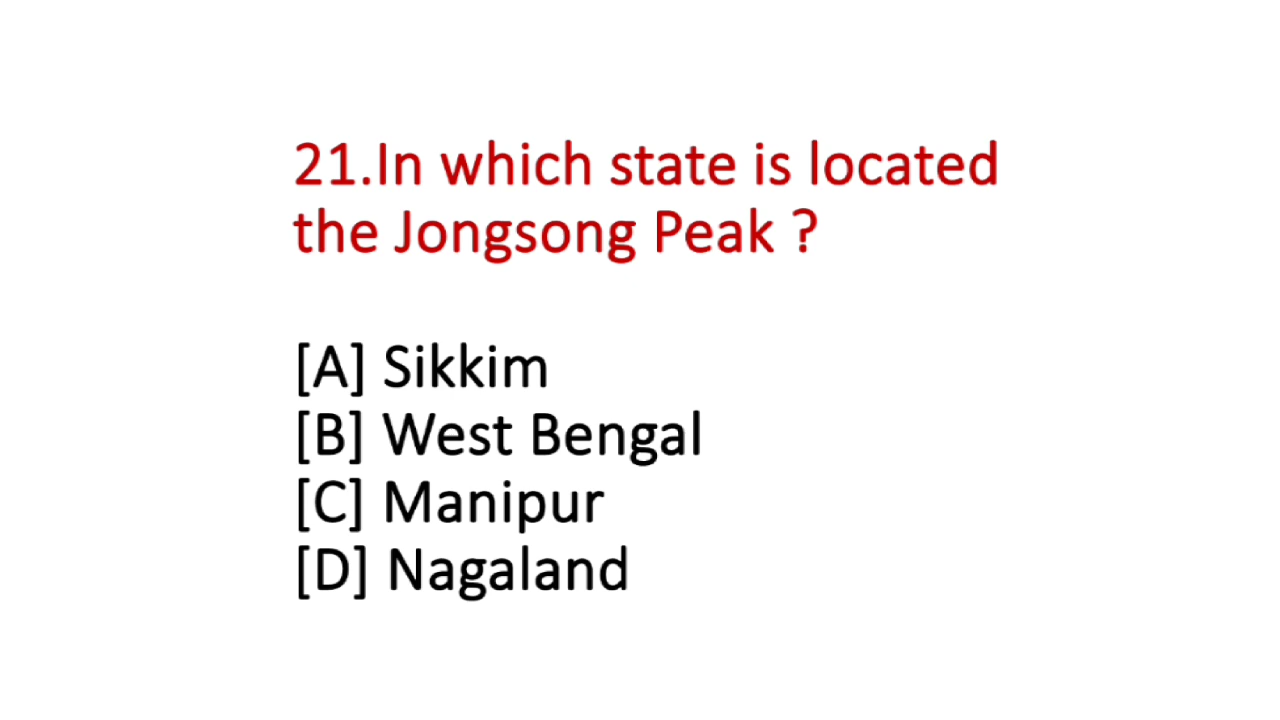 21.In which state is located
the Jongsong Peak ?
[A] Sikkim
[B] West Bengal
[C] Manipur
[D] Nagaland